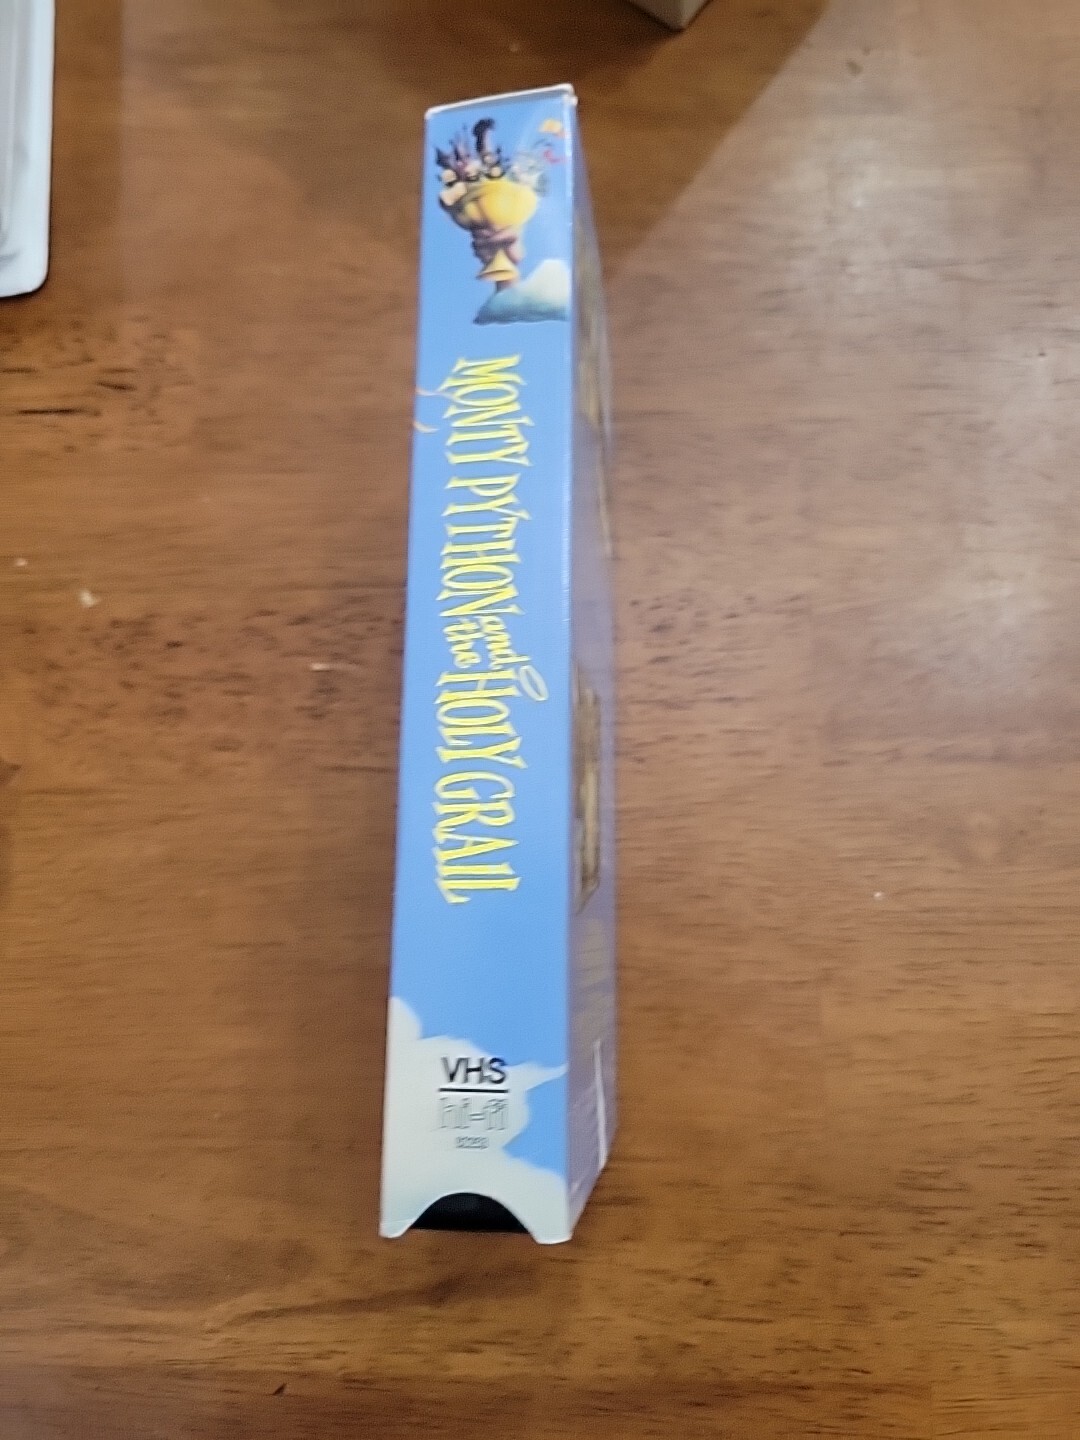 MONTY PYTHON and the HOLY GRAIL
VHS
hi-fi